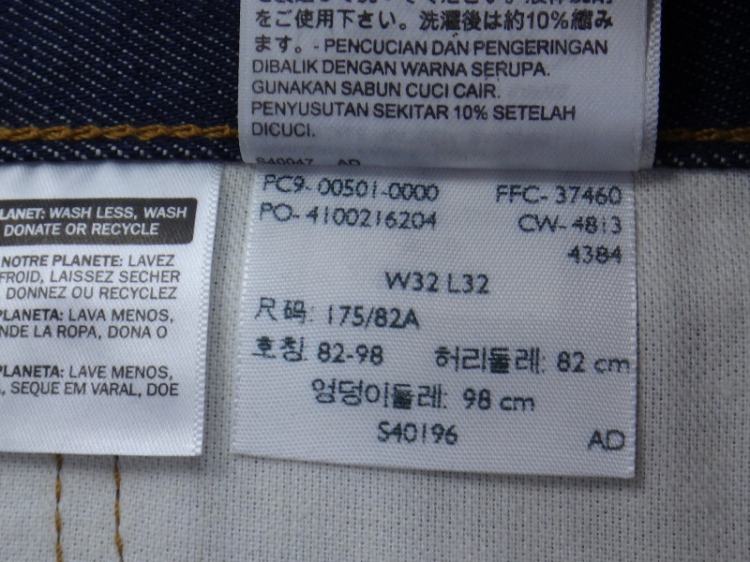 をご使用下さい。洗濯後は約10%縮み
ます。- PENCUCIAN DAN PENGERINGAN
DIBALIK DENGAN WARNA SERUPA.
GUNAKAN SABUN CUCI CAIR.
PENYUSUTAN SEKITAR 10% SETELAH
DICUCI.
AD
PC9- 00501-0000 FFC- 37460
PO- 4100216204 CW- 4813
4384
W32 L32
尺码: 175/82A
호칭: 82-98 허리둘레: 82 cm
엉덩이둘레: 98 cm
S40196 AD
LANET: WASH LESS, WASH
DONATE OR RECYCLE
NOTRE PLANETE: LAVEZ
FROID, LAISSEZ SECHER
DONNEZ OU RECYCLEZ
PLANETA: LAVA MENOS,
NDE LA ROPA, DONA O
PLANETA: LAVE MENOS,
, SEQUE EM VARAL, DOE